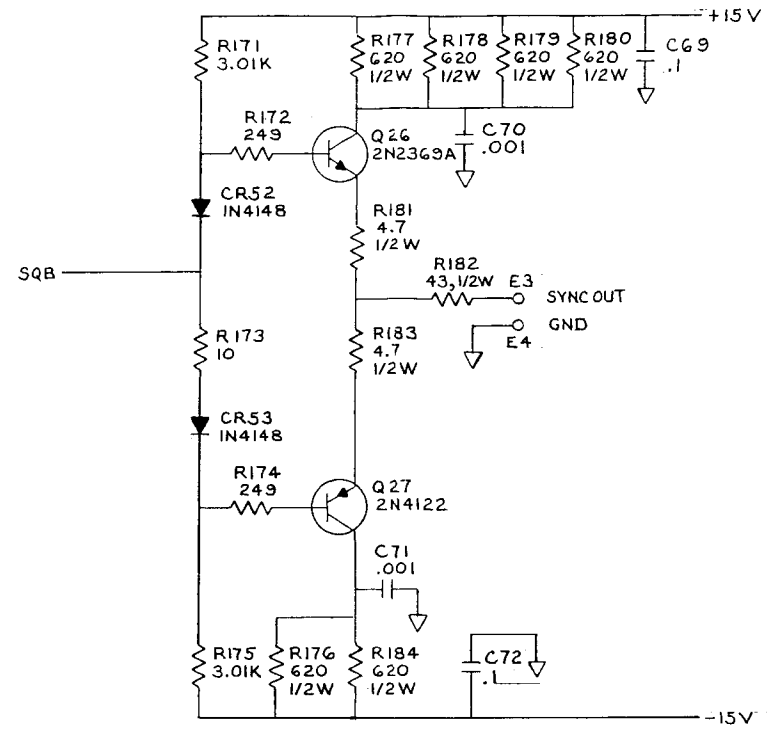 +15V
R171
3.01K
R177
620
1/2W
R178
620
1/2W
R179
620
1/2W
R180
620
1/2W
C69
.1
R172
249
Q26
2N2369A
C70
.001
CR52
1N4148
R181
4.7
1/2W
SQB
R182
43,1/2W
E3
SYNC OUT
GND
E4
R173
10
R183
4.7
1/2W
CR53
1N4148
R174
249
Q27
2N4122
C71
.001
R175
3.01K
R176
620
1/2W
R184
620
1/2W
C72
.1
-15V